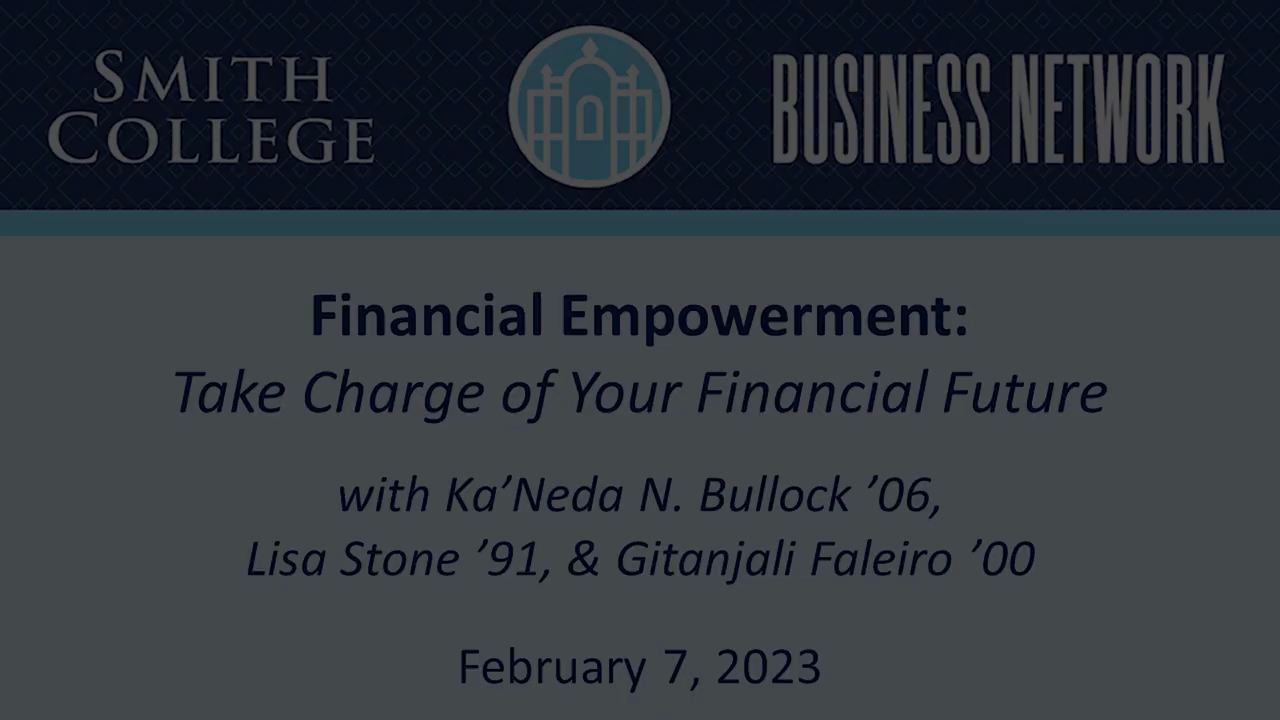 SMITH
COLLEGE
BUSINESS NETWORK
Financial Empowerment:
Take Charge of Your Financial Future
with Ka’Neda N. Bullock ’06,
Lisa Stone ’91, & Gitanjali Faleiro ’00
February 7, 2023